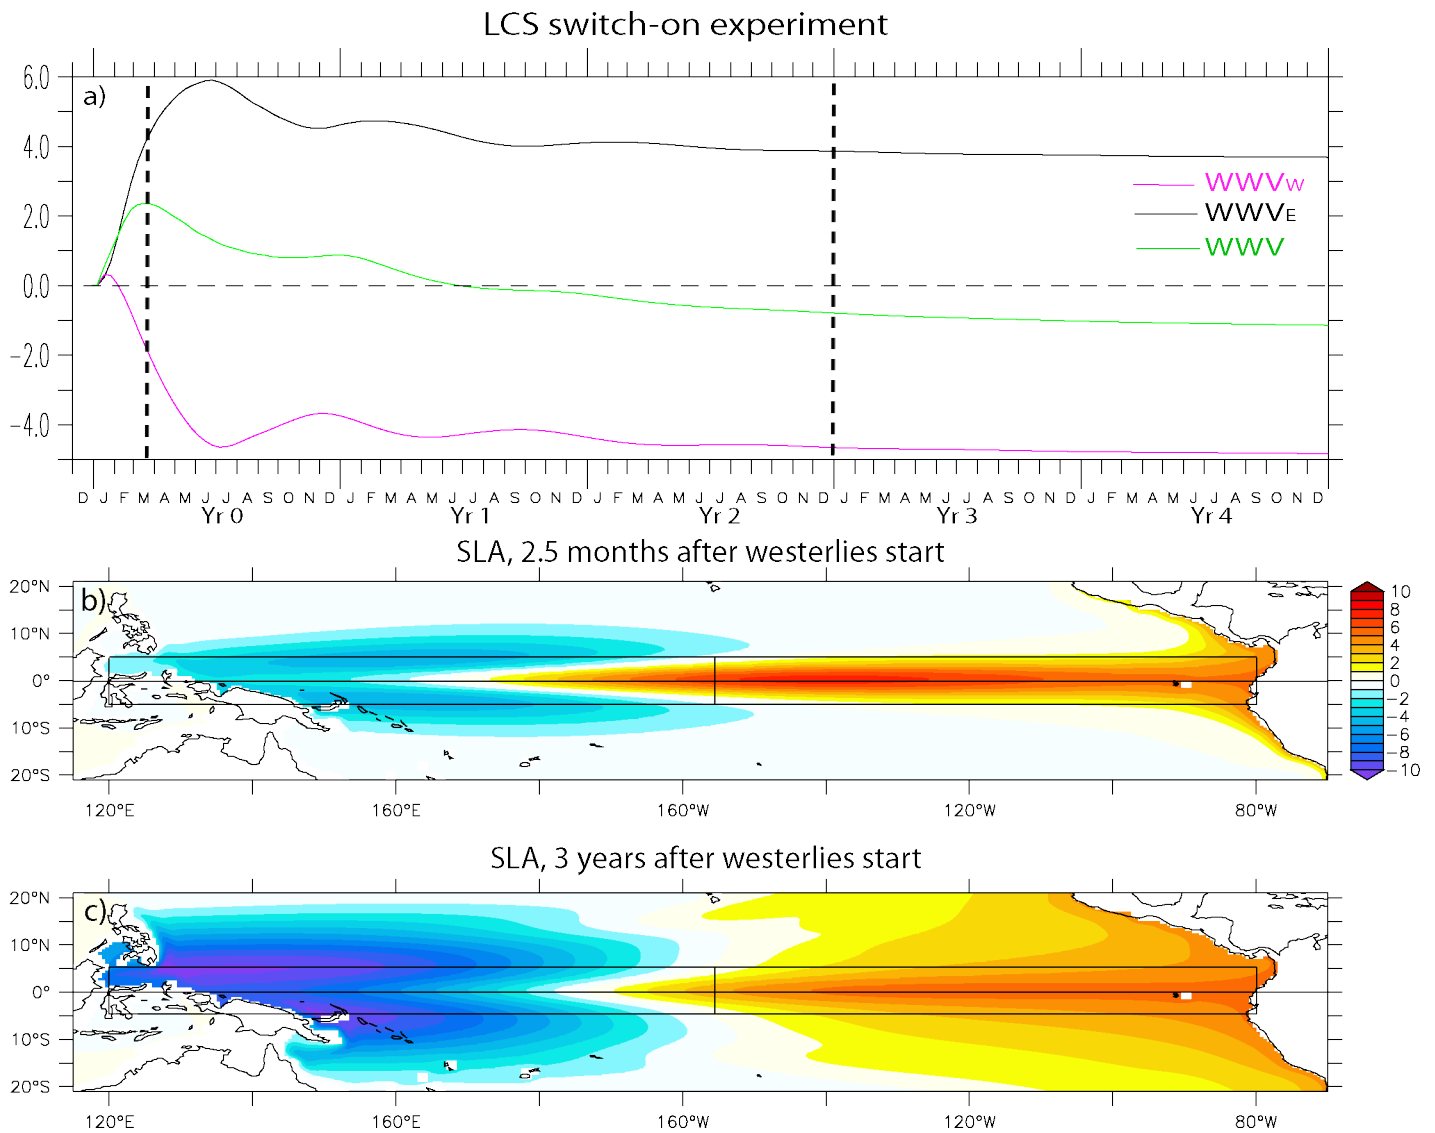 LCS switch-on experiment
a)
6.0
4.0
2.0
0.0
−2.0
−4.0
WWVW
WWVE
WWV
D J F M A M J J A S O N D J F M A M J J A S O N D J F M A M J J A S O N D J F M A M J J A S O N D J F M A M J J A S O N D
Yr 0 Yr 1 Yr 2 Yr 3 Yr 4
SLA, 2.5 months after westerlies start
b)
20°N
10°N
0°
10°S
20°S
120°E 160°E 160°W 120°W 80°W
10
8
6
4
2
0
−2
−4
−6
−8
−10
SLA, 3 years after westerlies start
c)
20°N
10°N
0°
10°S
20°S
120°E 160°E 160°W 120°W 80°W